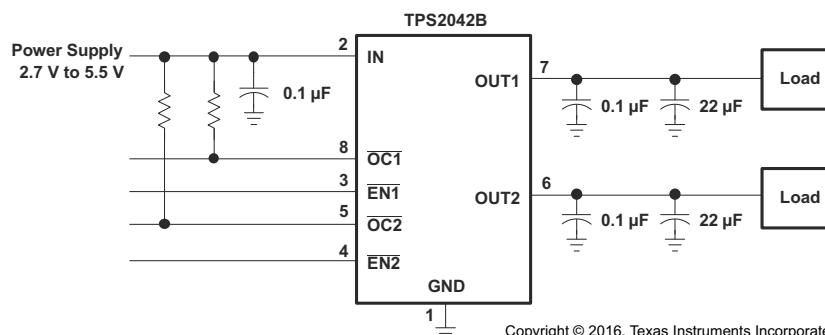 TPS2042B
Power Supply
2.7 V to 5.5 V
2
IN
0.1 µF
OUT1
7
0.1 µF
22 µF
Load
8
OC1
3
EN1
5
OC2
4
EN2
OUT2
6
0.1 µF
22 µF
Load
GND
1
Copyright © 2016, Texas Instruments Incorporate